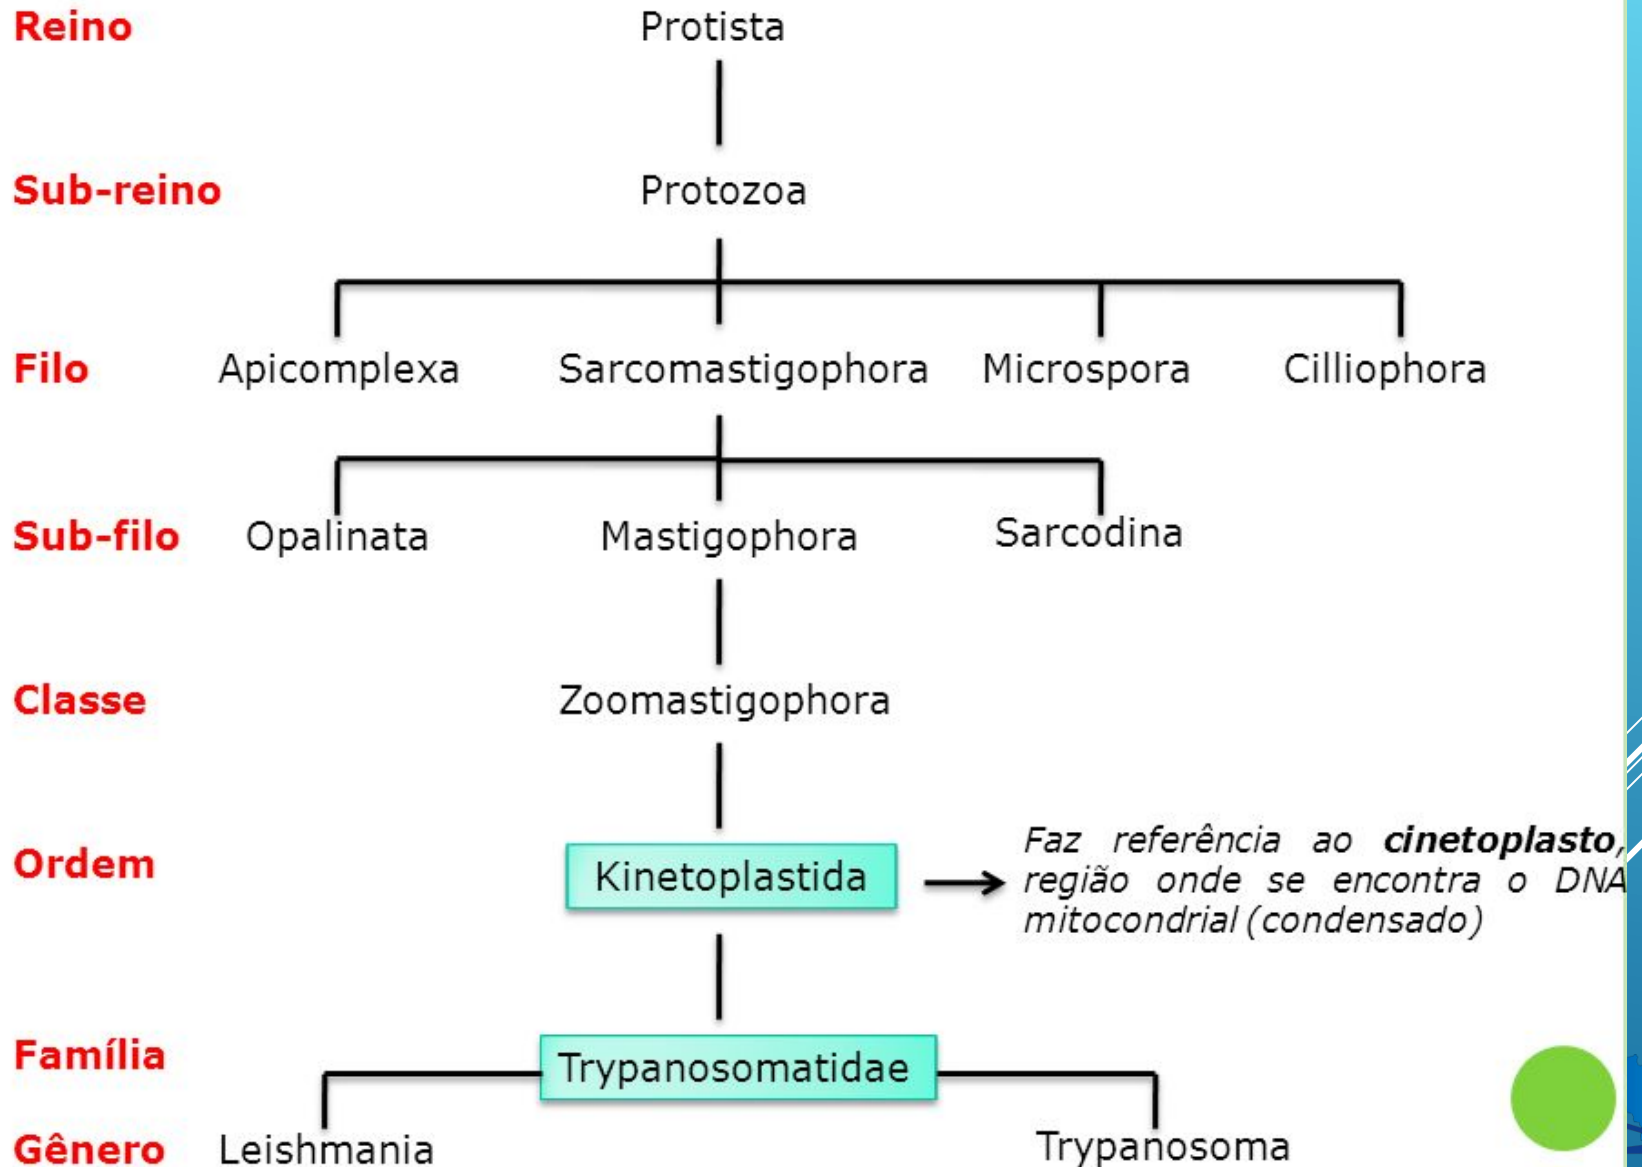 Reino Protista
Sub-reino Protozoa
Filo Apicomplexa Sarcomastigophora Microspora Cilliophora
Sub-filo Opalinata Mastigophora Sarcodina
Classe Zoomastigophora
Ordem Kinetoplastida
Faz referência ao cinetoplasto,
região onde se encontra o DNA
mitocondrial (condensado)
Família Trypanosomatidae
Gênero Leishmania Trypanosoma